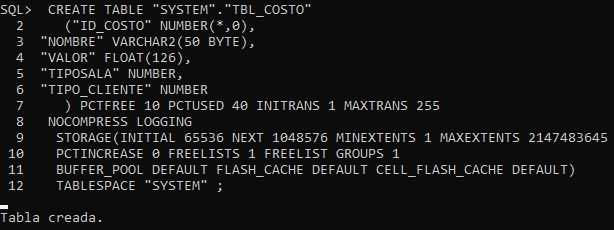 SQL>  CREATE TABLE "SYSTEM"."TBL_COSTO"
  2     ("ID_COSTO" NUMBER(*,0),
  3  "NOMBRE" VARCHAR2(50 BYTE),
  4  "VALOR" FLOAT(126),
  5  "TIPOSALA" NUMBER,
  6  "TIPO_CLIENTE" NUMBER
  7     ) PCTFREE 10 PCTUSED 40 INITRANS 1 MAXTRANS 255
  8   NOCOMPRESS LOGGING
  9    STORAGE(INITIAL 65536 NEXT 1048576 MINEXTENTS 1 MAXEXTENTS 2147483645
 10    PCTINCREASE 0 FREELISTS 1 FREELIST GROUPS 1
 11    BUFFER_POOL DEFAULT FLASH_CACHE DEFAULT CELL_FLASH_CACHE DEFAULT)
 12    TABLESPACE "SYSTEM" ;
Tabla creada.